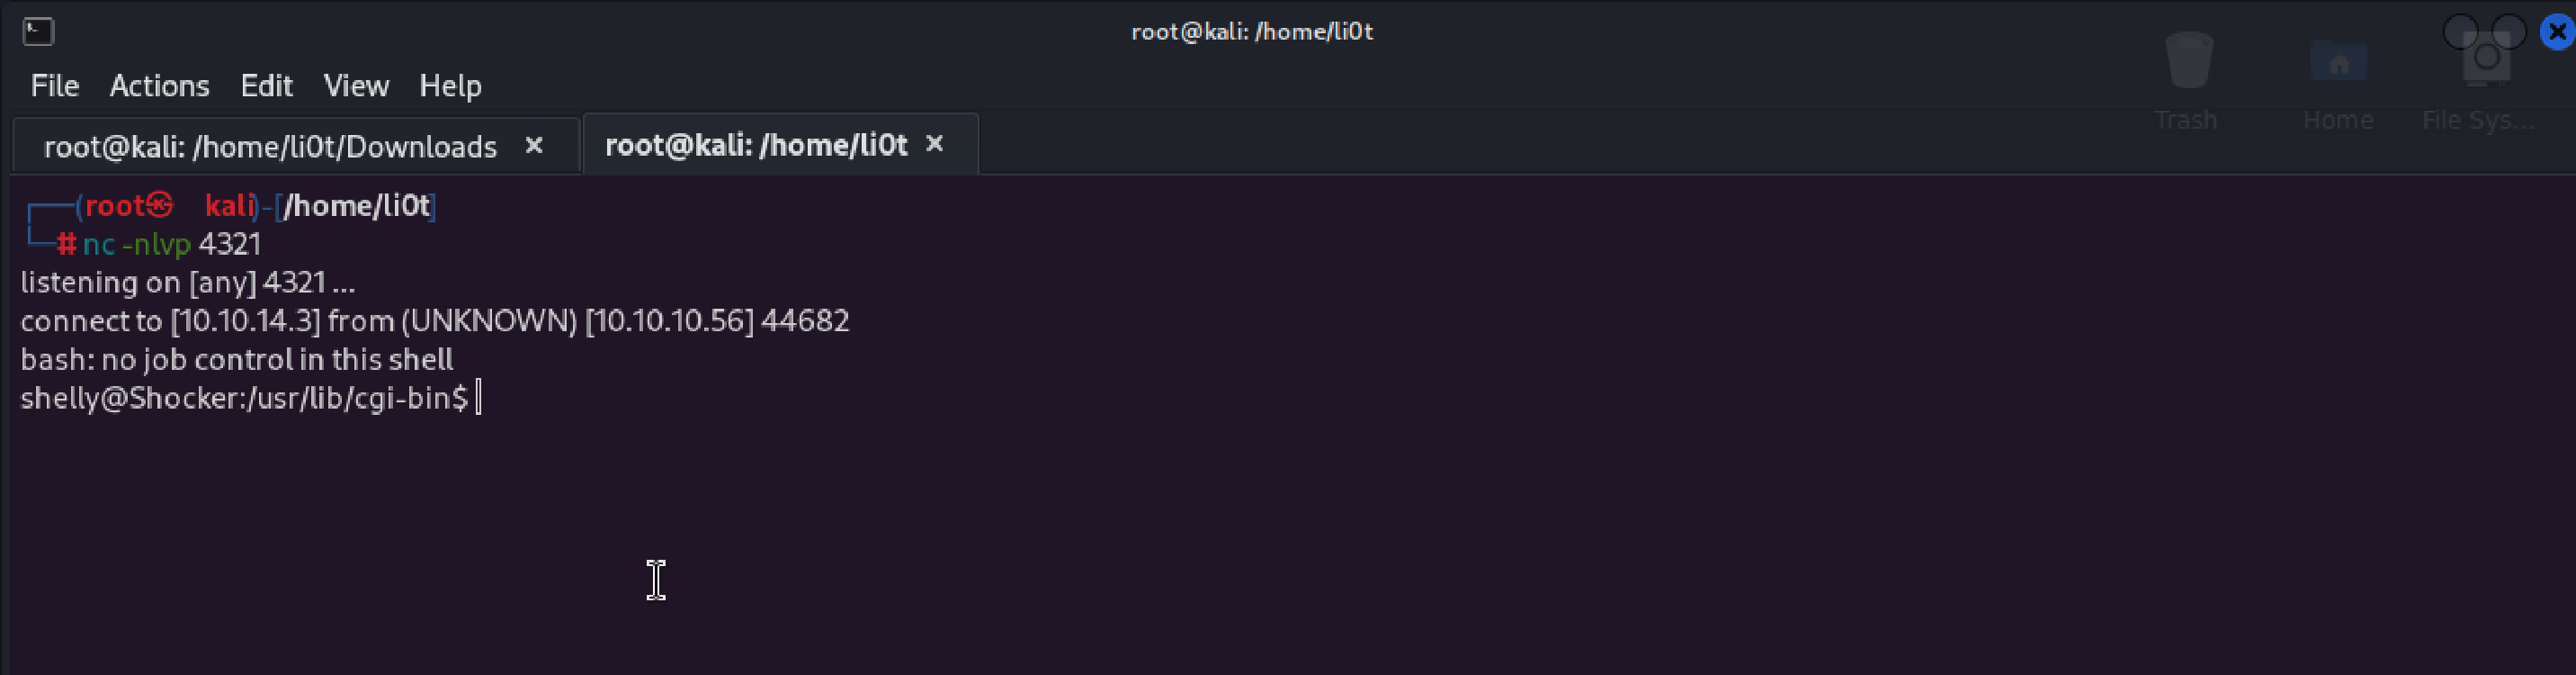 root@kali: /home/li0t
File Actions Edit View Help
Trash Home File Sys...
root@kali: /home/li0t/Downloads × root@kali: /home/li0t ×
┌──(root㉿ kali)-[/home/li0t]
└─# nc -nlvp 4321
listening on [any] 4321 ...
connect to [10.10.14.3] from (UNKNOWN) [10.10.10.56] 44682
bash: no job control in this shell
shelly@Shocker:/usr/lib/cgi-bin$